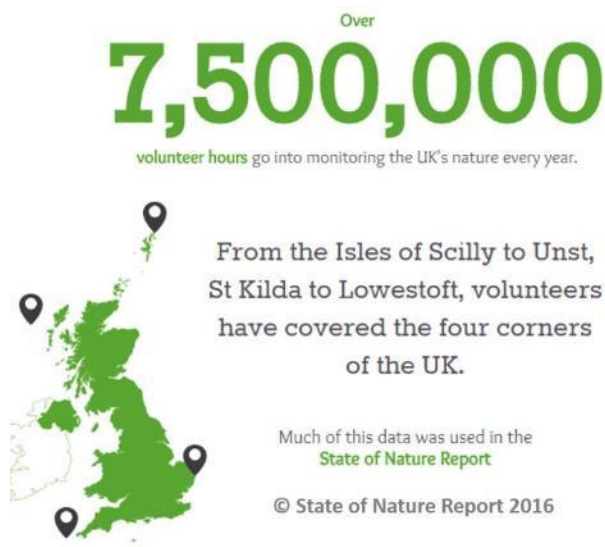 Over
7,500,000
volunteer hours go into monitoring the UK's nature every year.
From the Isles of Scilly to Unst,
St Kilda to Lowestoft, volunteers
have covered the four corners
of the UK.
Much of this data was used in the
State of Nature Report
© State of Nature Report 2016